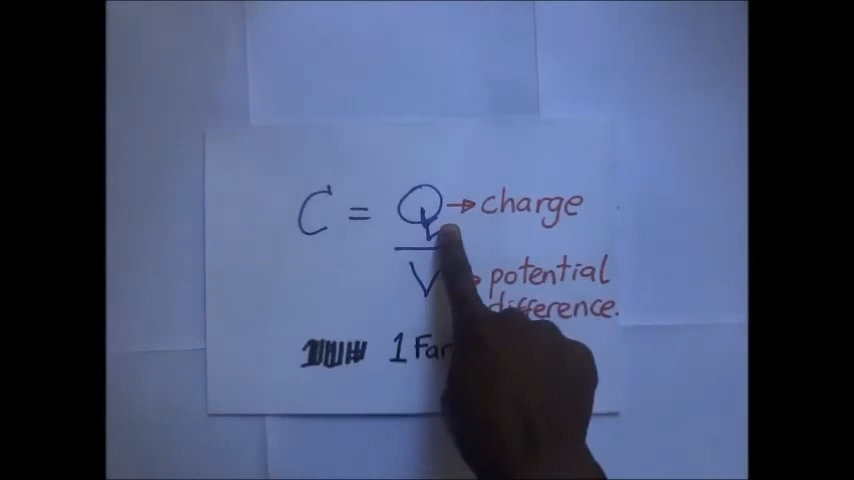 C = Q → charge
V → potential
difference.
1 Far